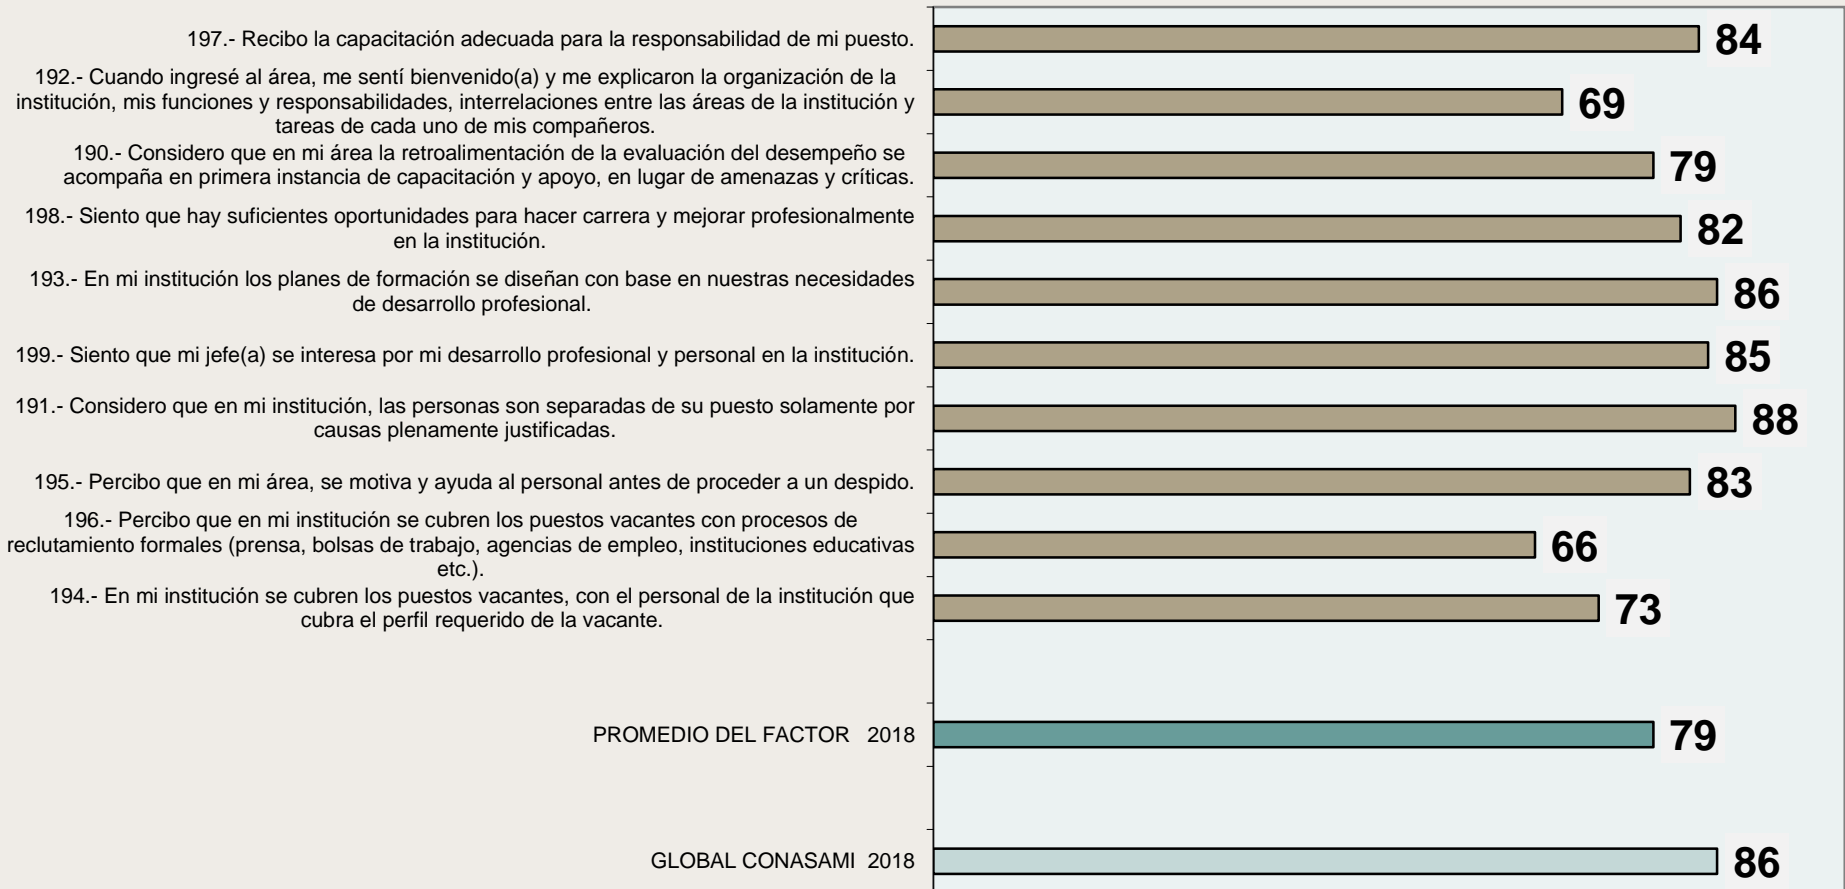 197.- Recibo la capacitación adecuada para la responsabilidad de mi puesto.
84
192.- Cuando ingresé al área, me sentí bienvenido(a) y me explicaron la organización de la
institución, mis funciones y responsabilidades, interrelaciones entre las áreas de la institución y
tareas de cada uno de mis compañeros.
69
190.- Considero que en mi área la retroalimentación de la evaluación del desempeño se
acompaña en primera instancia de capacitación y apoyo, en lugar de amenazas y críticas.
79
198.- Siento que hay suficientes oportunidades para hacer carrera y mejorar profesionalmente
en la institución.
82
193.- En mi institución los planes de formación se diseñan con base en nuestras necesidades
de desarrollo profesional.
86
199.- Siento que mi jefe(a) se interesa por mi desarrollo profesional y personal en la institución.
85
191.- Considero que en mi institución, las personas son separadas de su puesto solamente por
causas plenamente justificadas.
88
195.- Percibo que en mi área, se motiva y ayuda al personal antes de proceder a un despido.
83
196.- Percibo que en mi institución se cubren los puestos vacantes con procesos de
reclutamiento formales (prensa, bolsas de trabajo, agencias de empleo, instituciones educativas
etc.).
66
194.- En mi institución se cubren los puestos vacantes, con el personal de la institución que
cubra el perfil requerido de la vacante.
73
PROMEDIO DEL FACTOR 2018
79
GLOBAL CONASAMI 2018
86